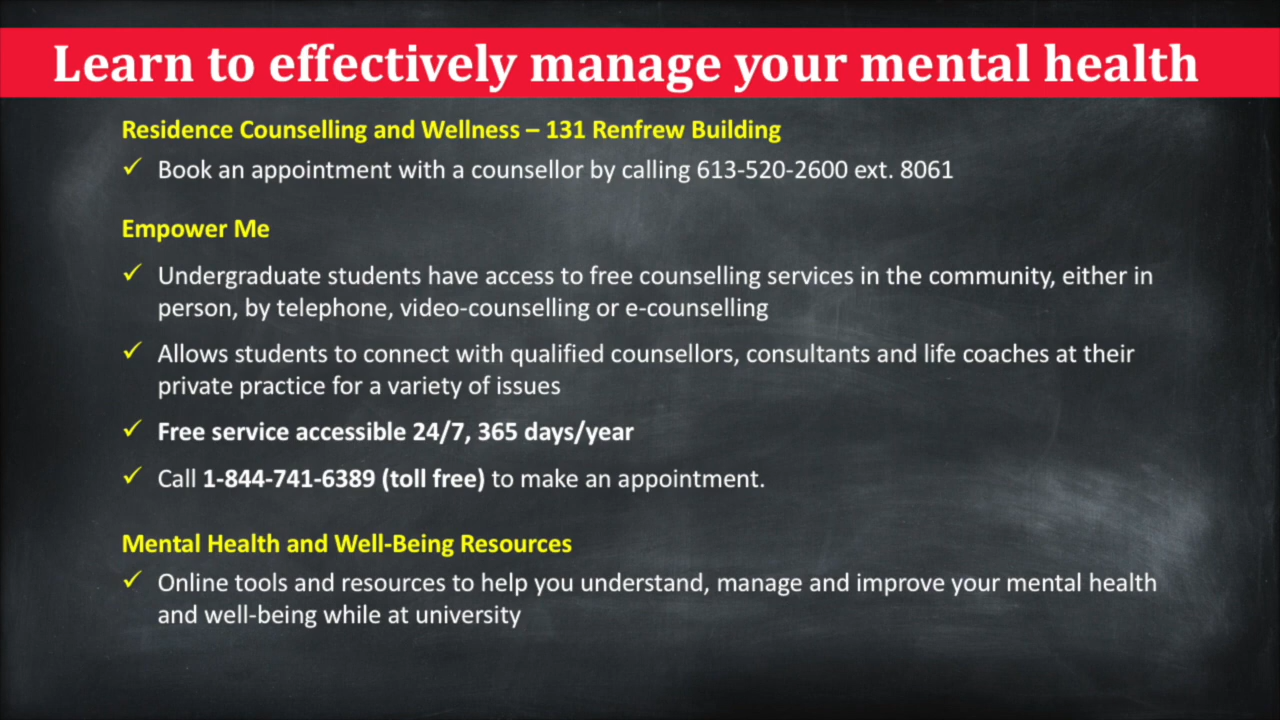 Learn to effectively manage your mental health
Residence Counselling and Wellness – 131 Renfrew Building
✓ Book an appointment with a counsellor by calling 613-520-2600 ext. 8061
Empower Me
✓ Undergraduate students have access to free counselling services in the community, either in
person, by telephone, video-counselling or e-counselling
✓ Allows students to connect with qualified counsellors, consultants and life coaches at their
private practice for a variety of issues
✓ Free service accessible 24/7, 365 days/year
✓ Call 1-844-741-6389 (toll free) to make an appointment.
Mental Health and Well-Being Resources
✓ Online tools and resources to help you understand, manage and improve your mental health
and well-being while at university